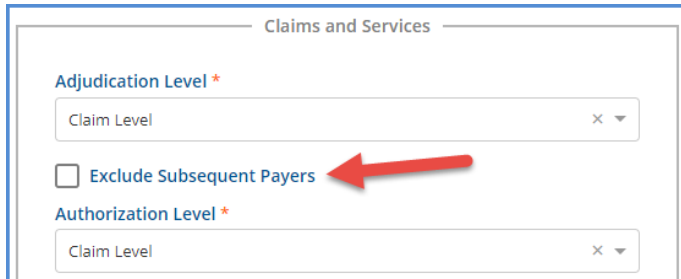 Claims and Services
Adjudication Level *
Claim Level
Exclude Subsequent Payers
Authorization Level *
Claim Level